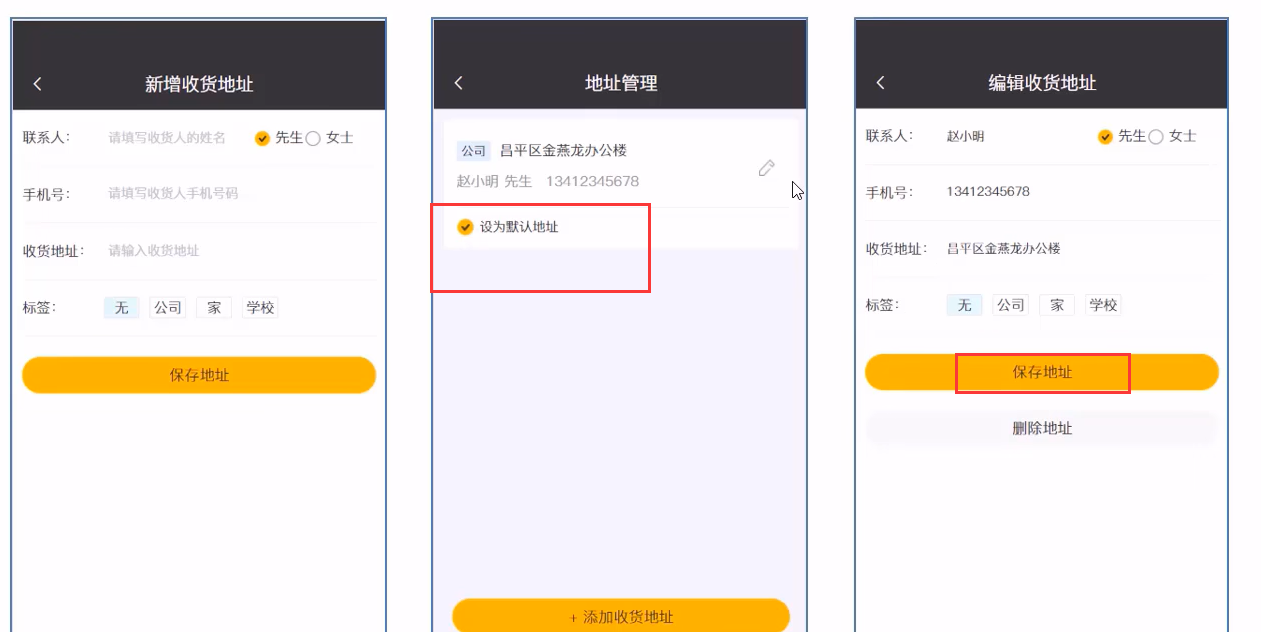 新增收货地址
联系人： 请填写收货人的姓名 先生 女士
手机号： 请填写收货人手机号码
收货地址： 请输入收货地址
标签： 无 公司 家 学校
保存地址
地址管理
公司 昌平区金燕龙办公楼
赵小明 先生 13412345678
设为默认地址
+ 添加收货地址
编辑收货地址
联系人： 赵小明 先生 女士
手机号： 13412345678
收货地址： 昌平区金燕龙办公楼
标签： 无 公司 家 学校
保存地址
删除地址